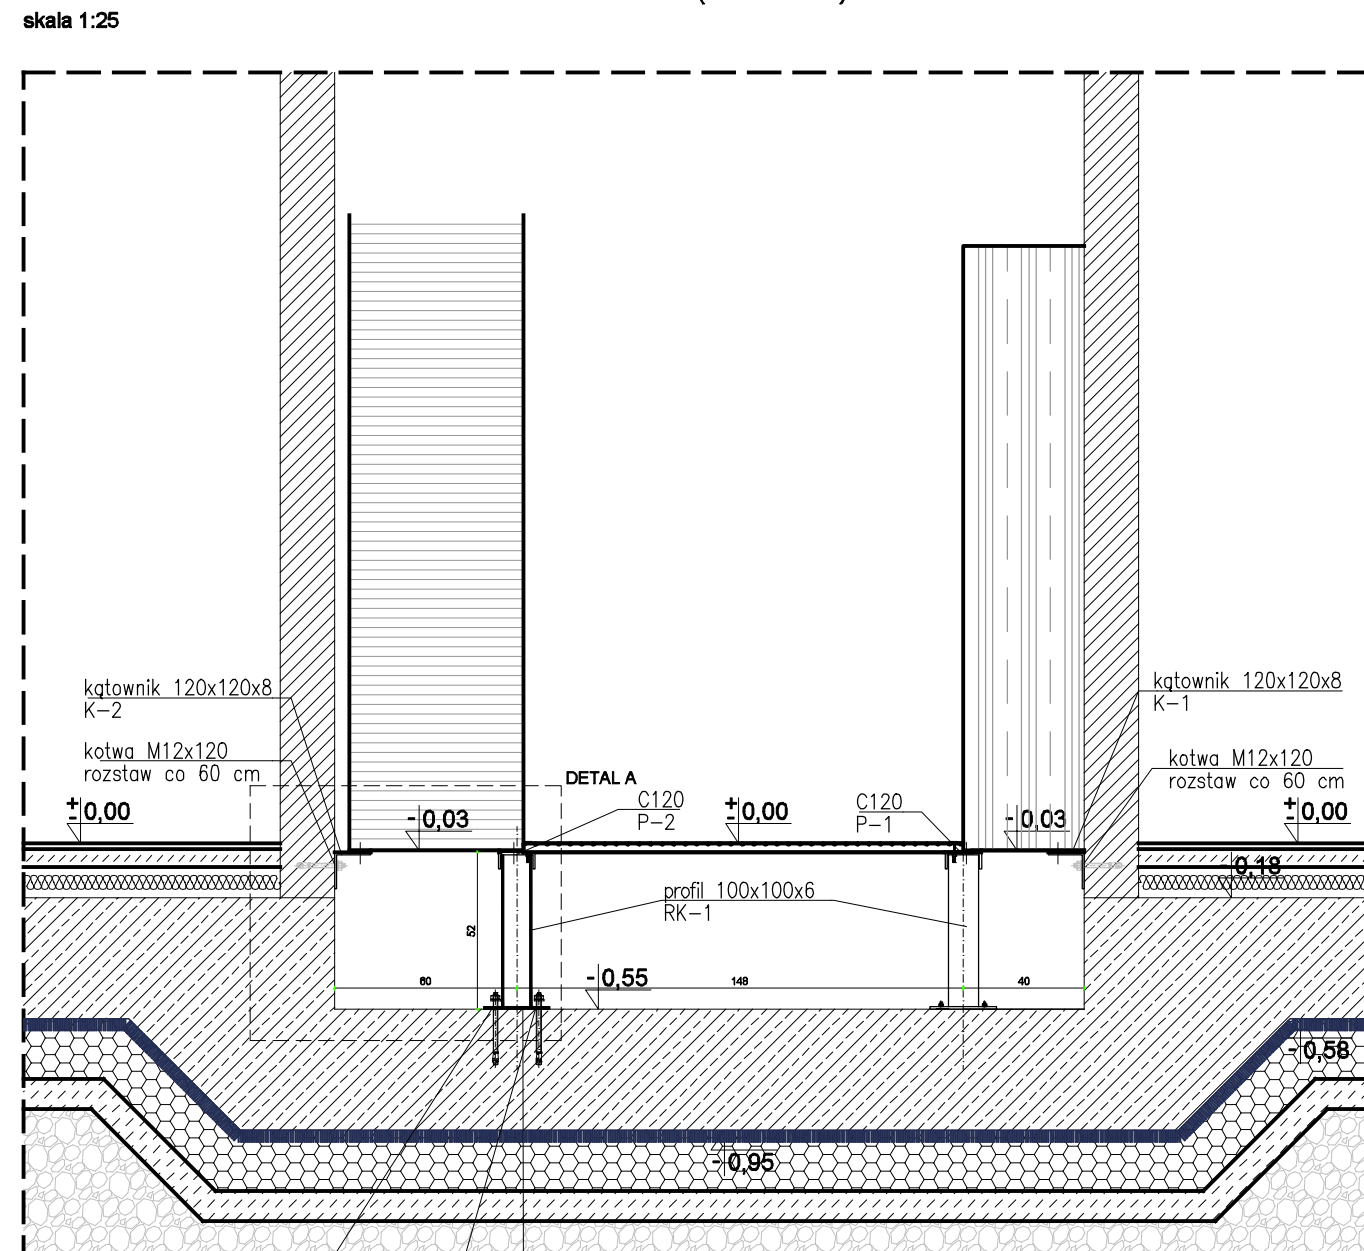 skala 1:25
kątownik 120x120x8
K-2
kotwa M12x120
rozstaw co 60 cm
kątownik 120x120x8
K-1
kotwa M12x120
rozstaw co 60 cm
DETAL A
C120
P-2
C120
P-1
±0,00
-0,03
±0,00
-0,03
±0,00
-0,18
profil 100x100x6
RK-1
52
60
-0,55
148
40
-0,58
-0,95